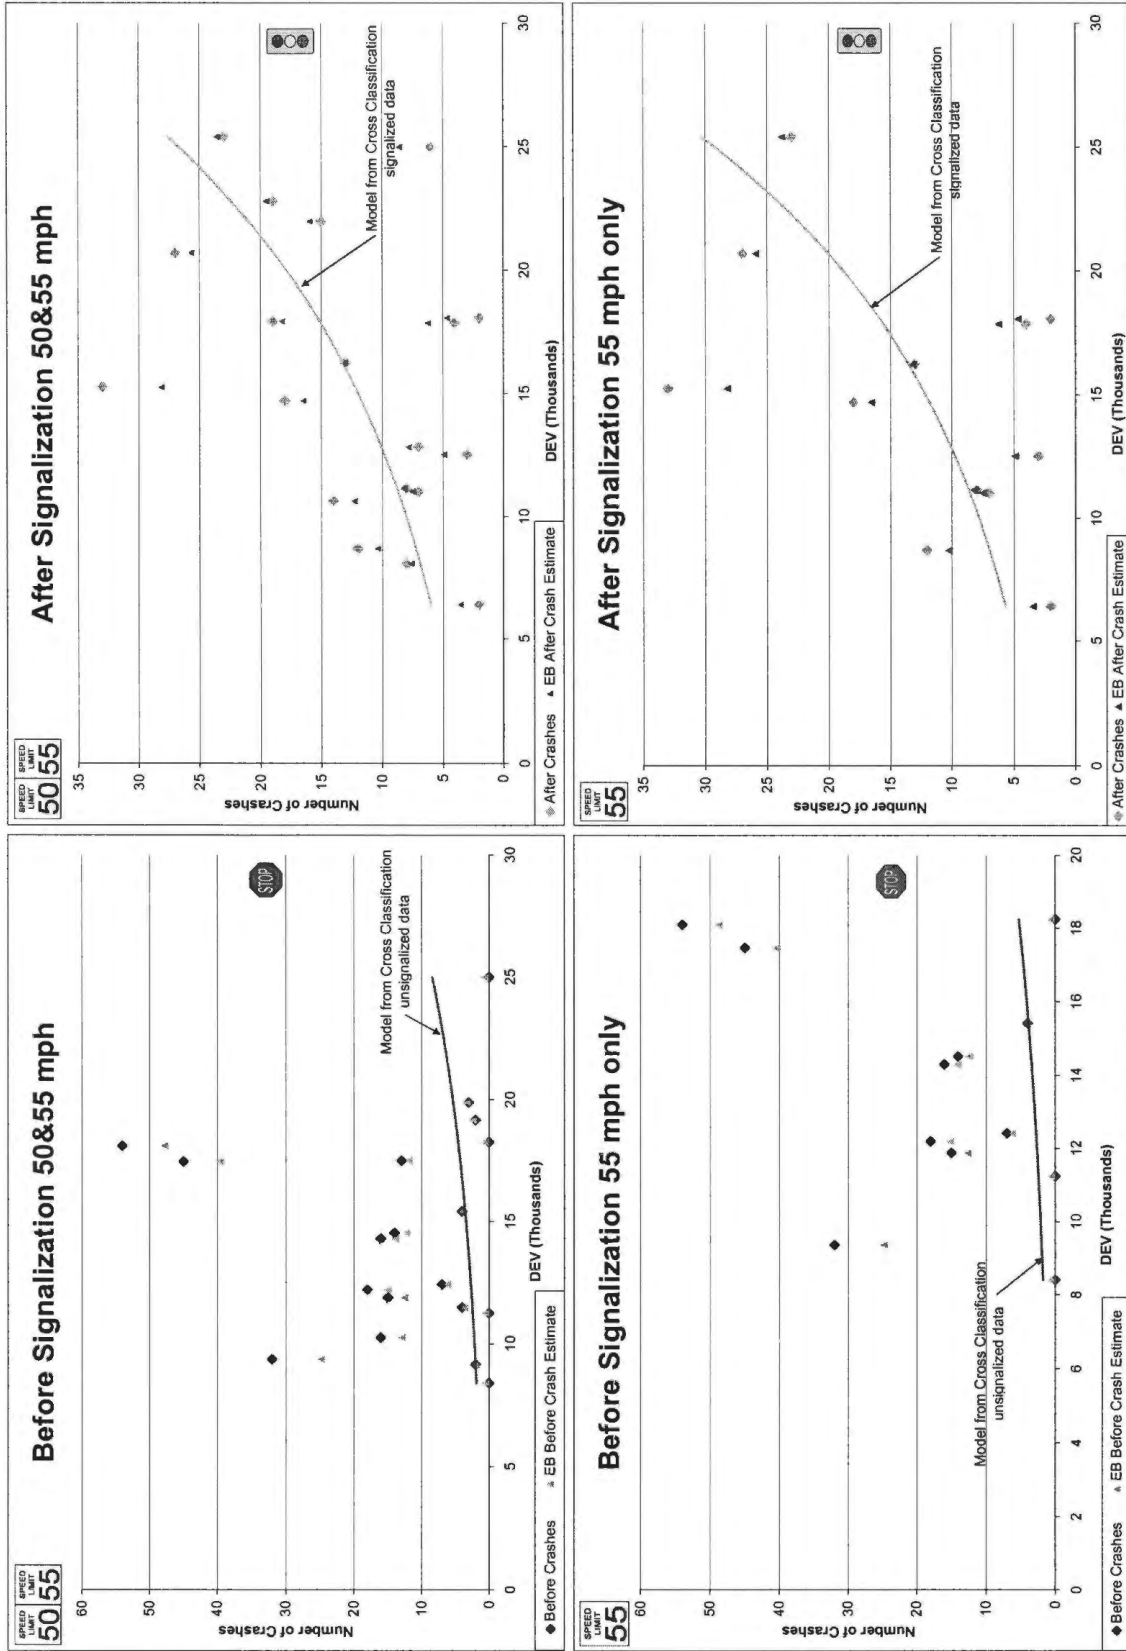 SPEED
LIMIT
50
SPEED
LIMIT
55
Before Signalization 50&55 mph
Number of Crashes
60
50
40
30
20
10
0
STOP
Model from Cross Classification
unsignalized data
0
5
10
15
20
25
30
DEV (Thousands)
Before Crashes
EB Before Crash Estimate
SPEED
LIMIT
50
SPEED
LIMIT
55
After Signalization 50&55 mph
Number of Crashes
35
30
25
20
15
10
5
0
Model from Cross Classification
signalized data
0
5
10
15
20
25
30
DEV (Thousands)
After Crashes
EB After Crash Estimate
SPEED
LIMIT
55
Before Signalization 55 mph only
Number of Crashes
60
50
40
30
20
10
0
STOP
Model from Cross Classification
unsignalized data
0
2
4
6
8
10
12
14
16
18
20
DEV (Thousands)
Before Crashes
EB Before Crash Estimate
SPEED
LIMIT
55
After Signalization 55 mph only
Number of Crashes
35
30
25
20
15
10
5
0
Model from Cross Classification
signalized data
0
5
10
15
20
25
30
DEV (Thousands)
After Crashes
EB After Crash Estimate